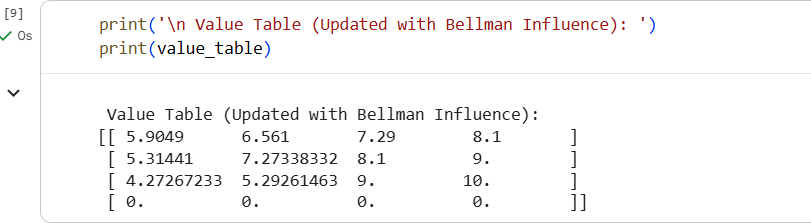 [9]
0s
print('\n Value Table (Updated with Bellman Influence): ')
print(value_table)
Value Table (Updated with Bellman Influence):
[[ 5.9049 6.561 7.29 8.1 ]
[ 5.31441 7.27338332 8.1 9. ]
[ 4.27267233 5.29261463 9. 10. ]
[ 0. 0. 0. 0. ]]